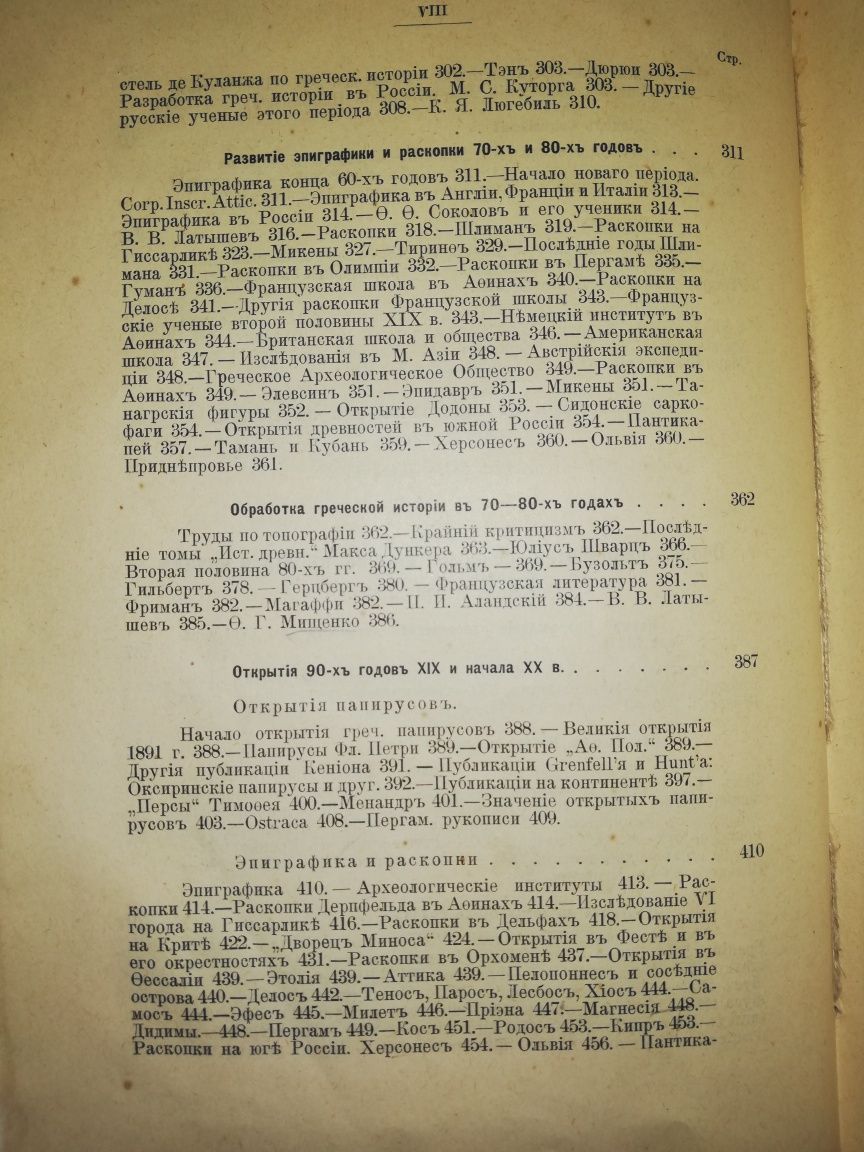 VIII
Стр.
стель де Куланжа по греческ. исторіи 302.—Тэнъ 303.—Дюрюи 303.—
Разработка греч. исторіи въ Россіи. М. С. Куторга 303.—Другіе
русскіе ученые этого періода 308.—К. Я. Люгебиль 310.
Развитіе эпиграфики и раскопки 70-хъ и 80-хъ годовъ . . . 311
Эпиграфика конца 60-хъ годовъ 311.—Начало новаго періода.
Corp. Inscr. Attic. 311.—Эпиграфика въ Англіи, Франціи и Италіи 313.—
Эпиграфика въ Россіи 314.—Ѳ. Ѳ. Соколовъ и его ученики 314.—
В. В. Латышевъ 316.—Раскопки 318.—Шлиманъ 319.—Раскопки на
Гиссарликѣ 323.—Микены 327.—Тиринѳъ 329.—Послѣдніе годы Шли-
мана 331.—Раскопки въ Олимпіи 332.—Раскопки въ Пергамѣ 335.—
Гуманъ 336.—Французская школа въ Аѳинахъ 340.—Раскопки на
Делосѣ 341.—Другія раскопки Французской школы 343.—Француз-
скіе ученые второй половины XIX в. 343.—Нѣмецкій институтъ въ
Аѳинахъ 344.—Британская школа и общества 346.—Американская
школа 347.—Изслѣдованія въ М. Азіи 348.—Австрійскія экспеди-
ціи 348.—Греческое Археологическое Общество 349.—Раскопки въ
Аѳинахъ 349.—Элевсинъ 351.—Эпидавръ 351.—Микены 351.—Та-
нагрскія фигуры 352.—Открытіе Додоны 353.—Сидонскіе сарко-
фаги 354.—Открытія древностей въ южной Россіи 354.—Пантика-
пей 357.—Тамань и Кубань 359.—Херсонесъ 360.—Ольвія 360.—
Приднѣпровье 361.
Обработка греческой исторіи въ 70—80-хъ годахъ . . . . 362
Труды по топографіи 362.—Крайній критицизмъ 362.—Послѣд-
ніе томы „Ист. древн.“ Макса Дункера 363.—Юліусъ Шварцъ 366.—
Вторая половина 80-хъ гг. 369.—Гольмъ—369.—Бузольтъ 375.—
Гильбертъ 378.—Герцбергъ 380.—Французская литература 381.—
Фриманъ 382.—Магаффи 382.—П. И. Аландскій 384.—В. В. Латы-
шевъ 385.—Ѳ. Г. Мищенко 386.
Открытія 90-хъ годовъ XIX и начала XX в. . . . . . . . 387
Открытія папирусовъ.
Начало открытія греч. папирусовъ 388.—Великія открытія
1891 г. 388.—Папирусы Фл. Петри 389.—Открытіе „Аѳ. Пол.“ 389.—
Другія публикаціи Кеніона 391.—Публикаціи Grenfell'я и Hunt'а:
Оксиринскіе папирусы и друг. 392.—Публикаціи на континентѣ 397.—
„Персы“ Тимоѳея 400.—Менандръ 401.—Значеніе открытыхъ папи-
русовъ 403.—Ostraca 408.—Пергам. рукописи 409.
Эпиграфика и раскопки . . . . . . . . . . . 410
Эпиграфика 410.—Археологическіе институты 413.—Рас-
копки 414.—Раскопки Дерпфельда въ Аѳинахъ 414.—Изслѣдованіе VI
города на Гиссарликѣ 416.—Раскопки въ Дельфахъ 418.—Открытія
на Критѣ 422.—„Дворецъ Миноса“ 424.—Открытія въ Фестѣ и въ
его окрестностяхъ 431.—Раскопки въ Орхоменѣ 437.—Открытія въ
Ѳессаліи 439.—Этолія 439.—Аттика 439.—Пелопоннесъ и сосѣдніе
острова 440.—Делосъ 442.—Теносъ, Паросъ, Лесбосъ, Хіосъ 444.—Са-
мосъ 444.—Эфесъ 445.—Милетъ 446.—Пріэна 447.—Магнесія 448.—
Дидимы.—448.—Пергамъ 449.—Косъ 451.—Родосъ 453.—Кипръ 453.—
Раскопки на югѣ Россіи. Херсонесъ 454.—Ольвія 456.—Пантика-